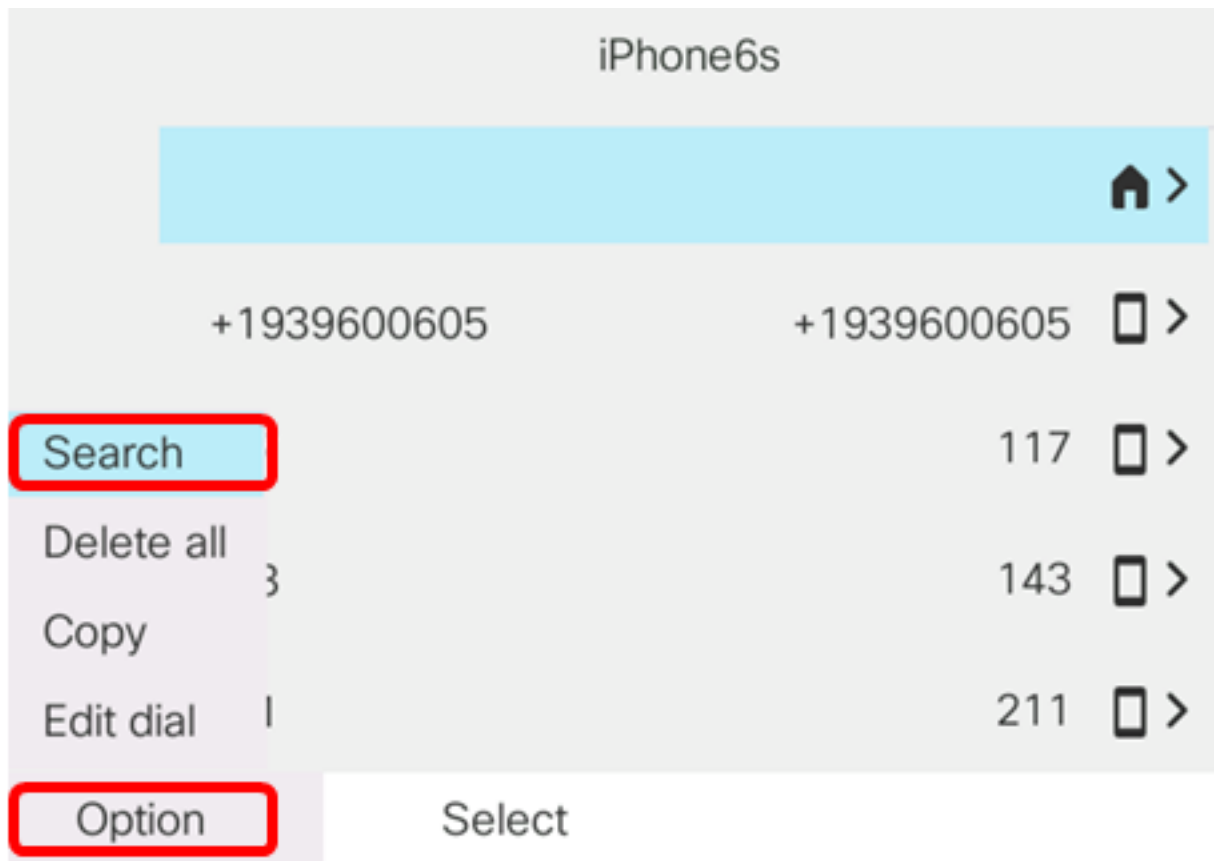 iPhone6s
+1939600605 +1939600605
Search 117
Delete all
143
Copy
Edit dial 211
Option Select